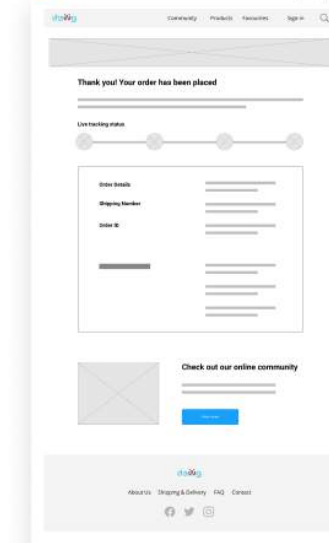 Community Products Favourites Sign in
Thank you! Your order has been placed
Live tracking status
Order Details
Shipping Number
Order ID
Check out our online community
About Us Shipping & Delivery FAQ Contact